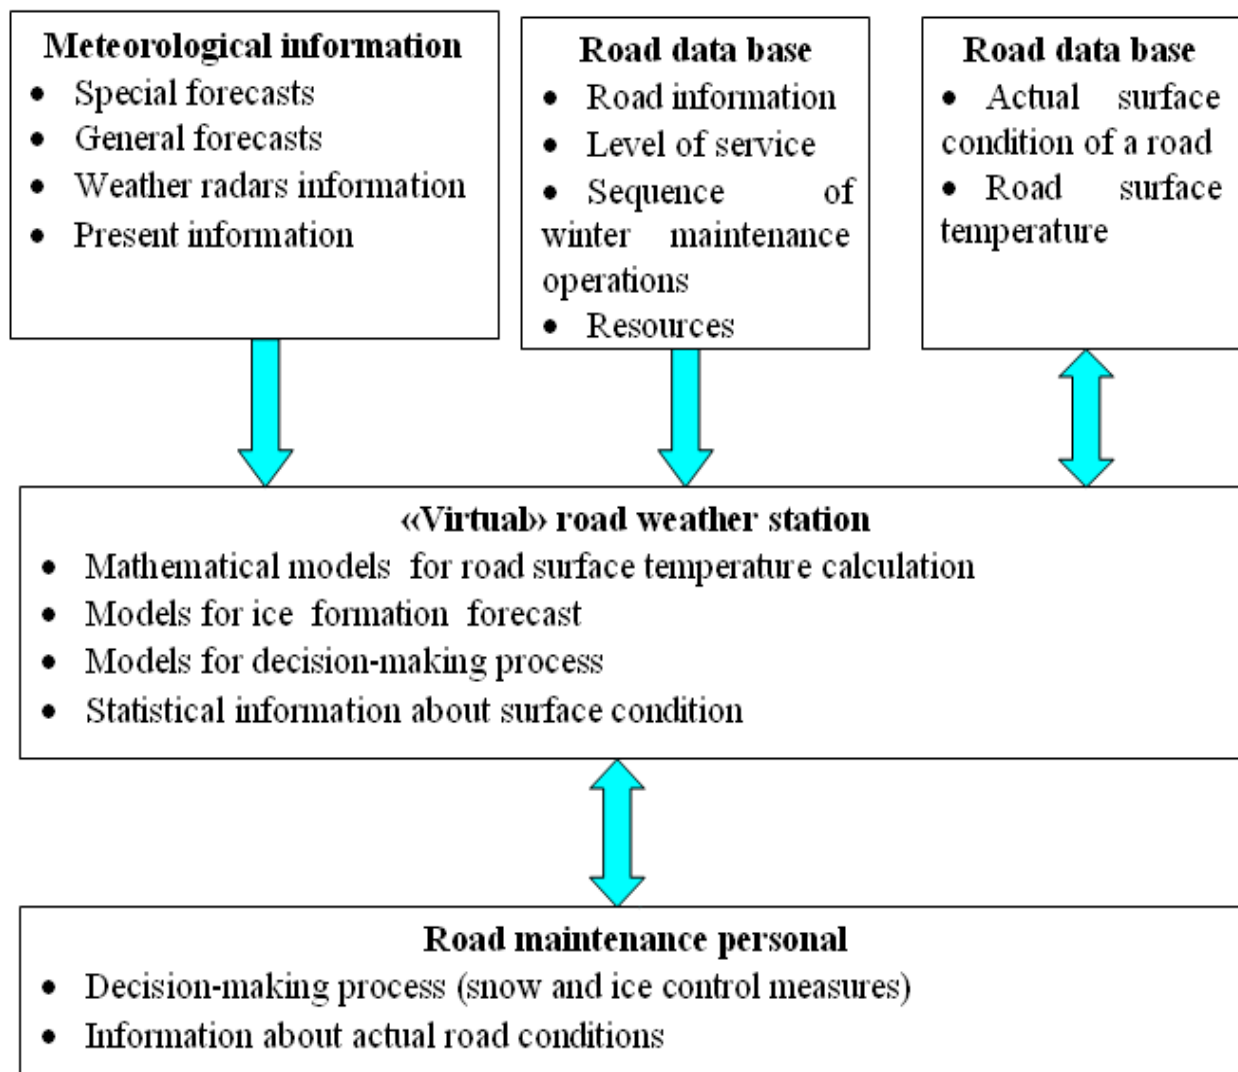 Meteorological information
• Special forecasts
• General forecasts
• Weather radars information
• Present information
Road data base
• Road information
• Level of service
• Sequence of
winter maintenance
operations
• Resources
Road data base
• Actual surface
condition of a road
• Road surface
temperature
«Virtual» road weather station
• Mathematical models for road surface temperature calculation
• Models for ice formation forecast
• Models for decision-making process
• Statistical information about surface condition
Road maintenance personal
• Decision-making process (snow and ice control measures)
• Information about actual road conditions